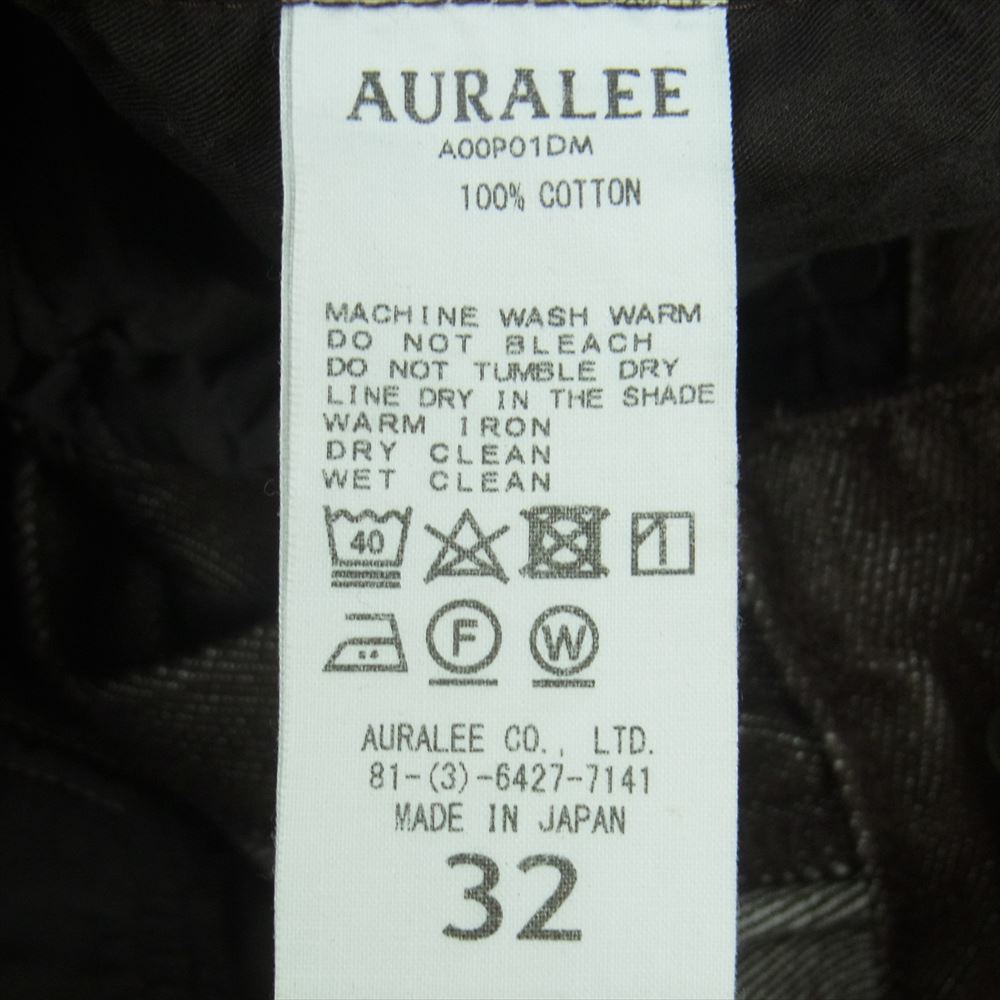 AURALEE
A00P01DM
100% COTTON
MACHINE WASH WARM
DO NOT BLEACH
DO NOT TUMBLE DRY
LINE DRY IN THE SHADE
WARM IRON
DRY CLEAN
WET CLEAN
40
F W
AURALEE CO., LTD.
81-(3)-6427-7141
MADE IN JAPAN
32